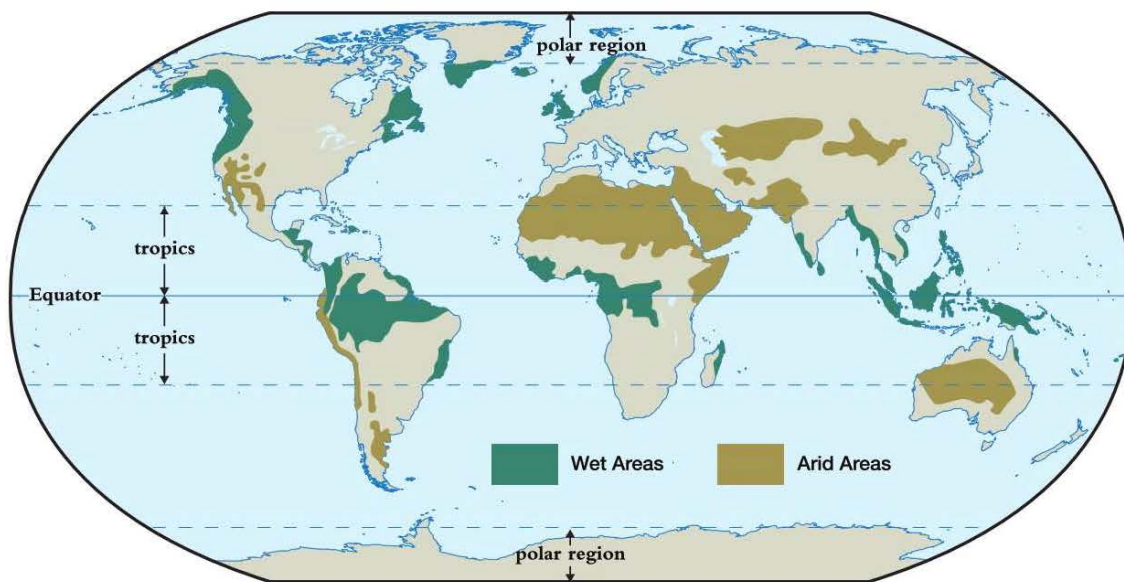 polar region
tropics
Equator
tropics
Wet Areas
Arid Areas
polar region